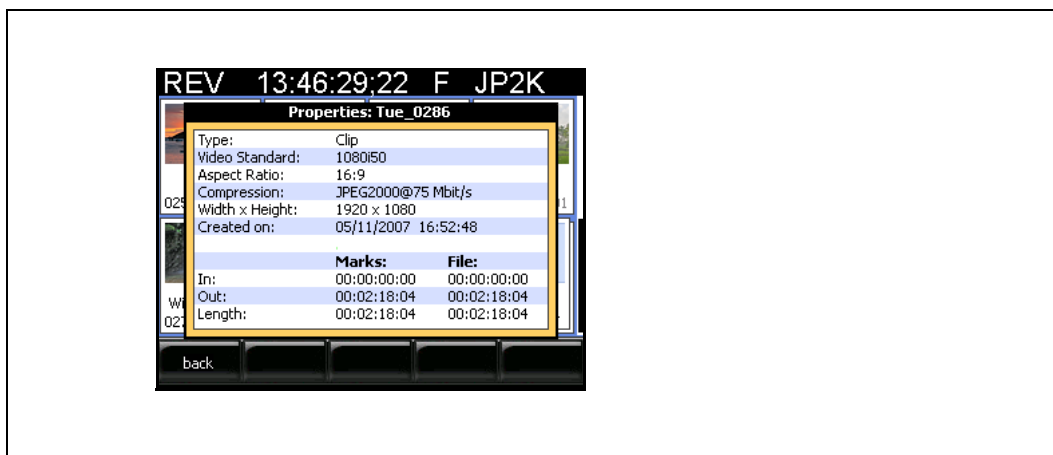 REV 13:46:29;22 F JP2K
Properties: Tue_0286
Type: Clip
Video Standard: 1080i50
Aspect Ratio: 16:9
Compression: JPEG2000@75 Mbit/s
Width x Height: 1920 x 1080
Created on: 05/11/2007 16:52:48
Marks: File:
In: 00:00:00:00 00:00:00:00
Out: 00:02:18:04 00:02:18:04
Length: 00:02:18:04 00:02:18:04
back